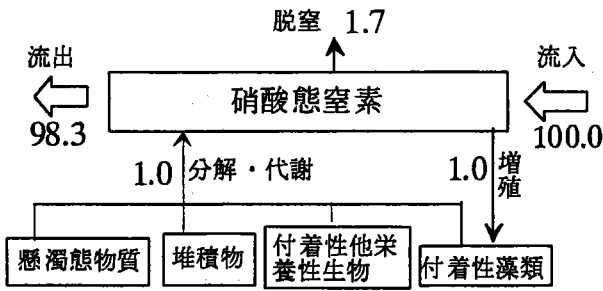 脱窒 1.7
流出
流入
硝酸態窒素
98.3
100.0
1.0 分解・代謝
1.0 増殖
懸濁態物質
堆積物
付着性他栄
養性生物
付着性藻類